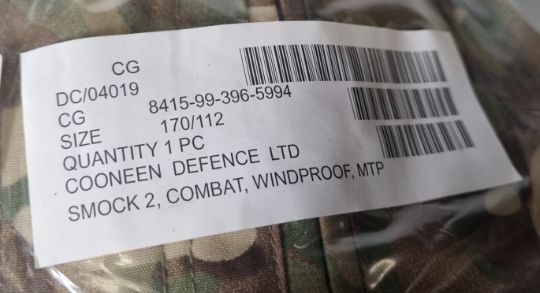 CG
DC/04019
CG 8415-99-396-5994
SIZE 170/112
QUANTITY 1 PC
COONEEN DEFENCE LTD
SMOCK 2, COMBAT, WINDPROOF, MTP